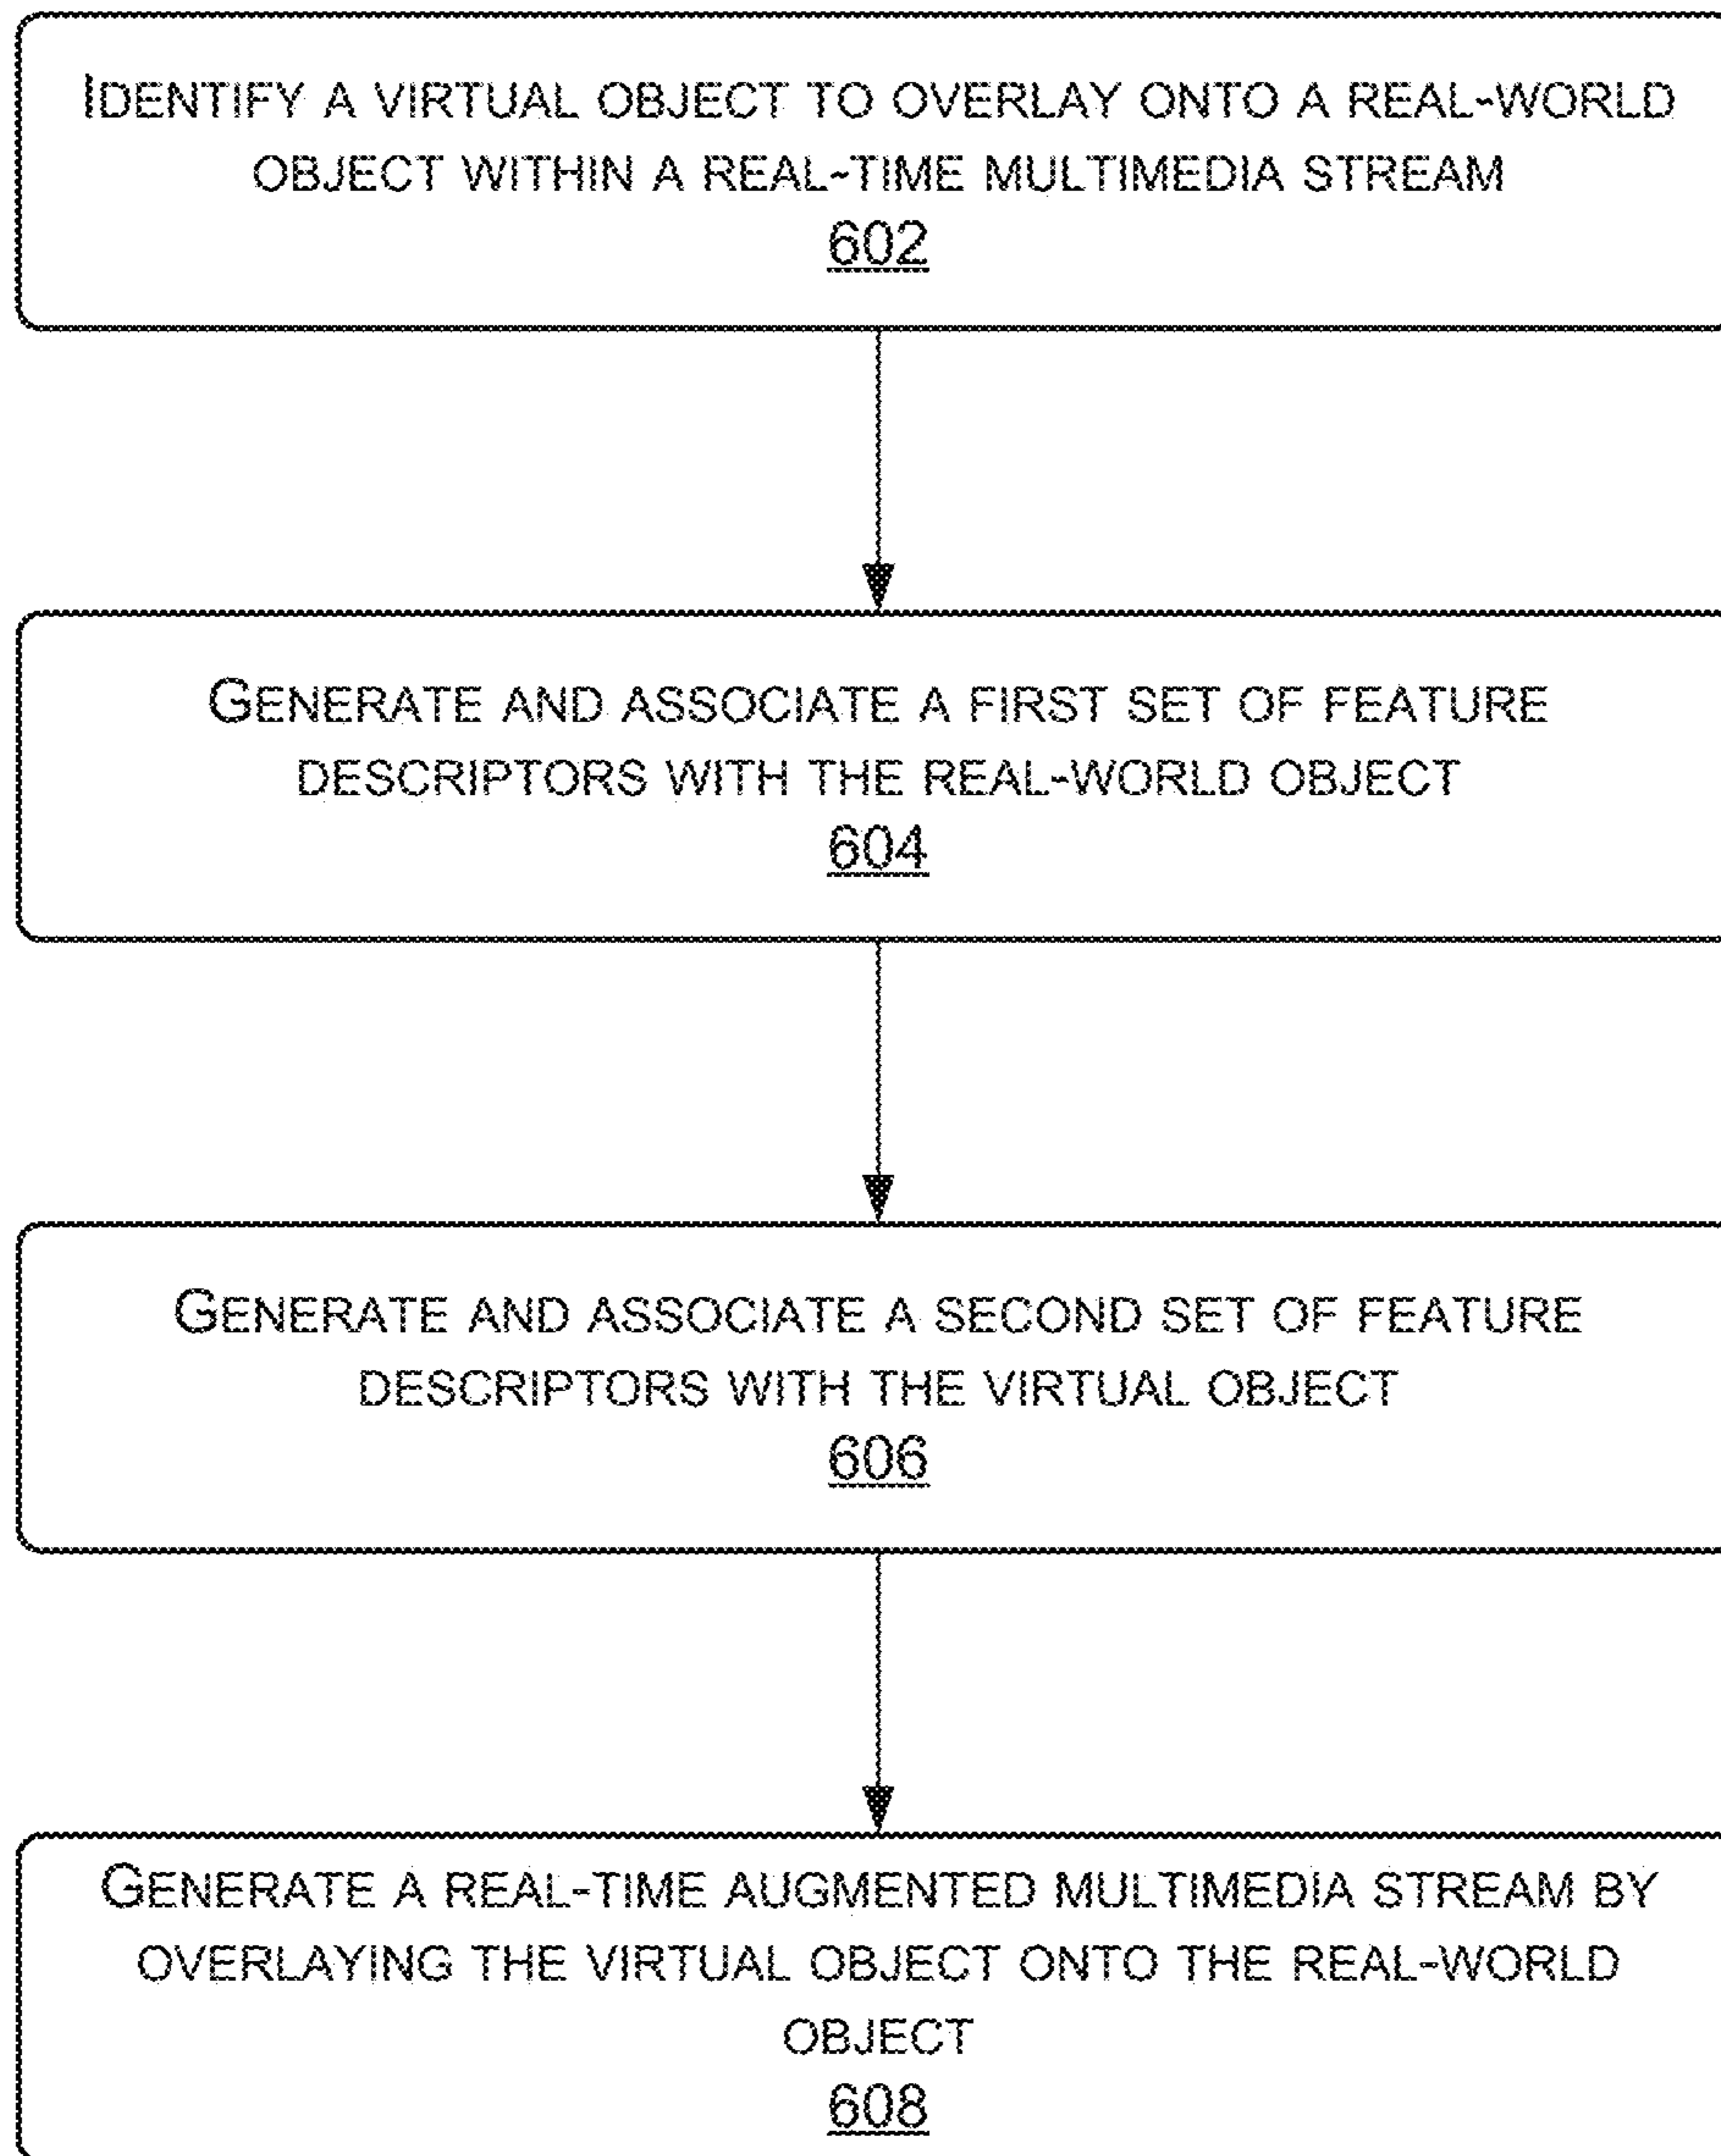 IDENTIFY A VIRTUAL OBJECT TO OVERLAY ONTO A REAL-WORLD
OBJECT WITHIN A REAL-TIME MULTIMEDIA STREAM
602
GENERATE AND ASSOCIATE A FIRST SET OF FEATURE
DESCRIPTORS WITH THE REAL-WORLD OBJECT
604
GENERATE AND ASSOCIATE A SECOND SET OF FEATURE
DESCRIPTORS WITH THE VIRTUAL OBJECT
606
GENERATE A REAL-TIME AUGMENTED MULTIMEDIA STREAM BY
OVERLAYING THE VIRTUAL OBJECT ONTO THE REAL-WORLD
OBJECT
608